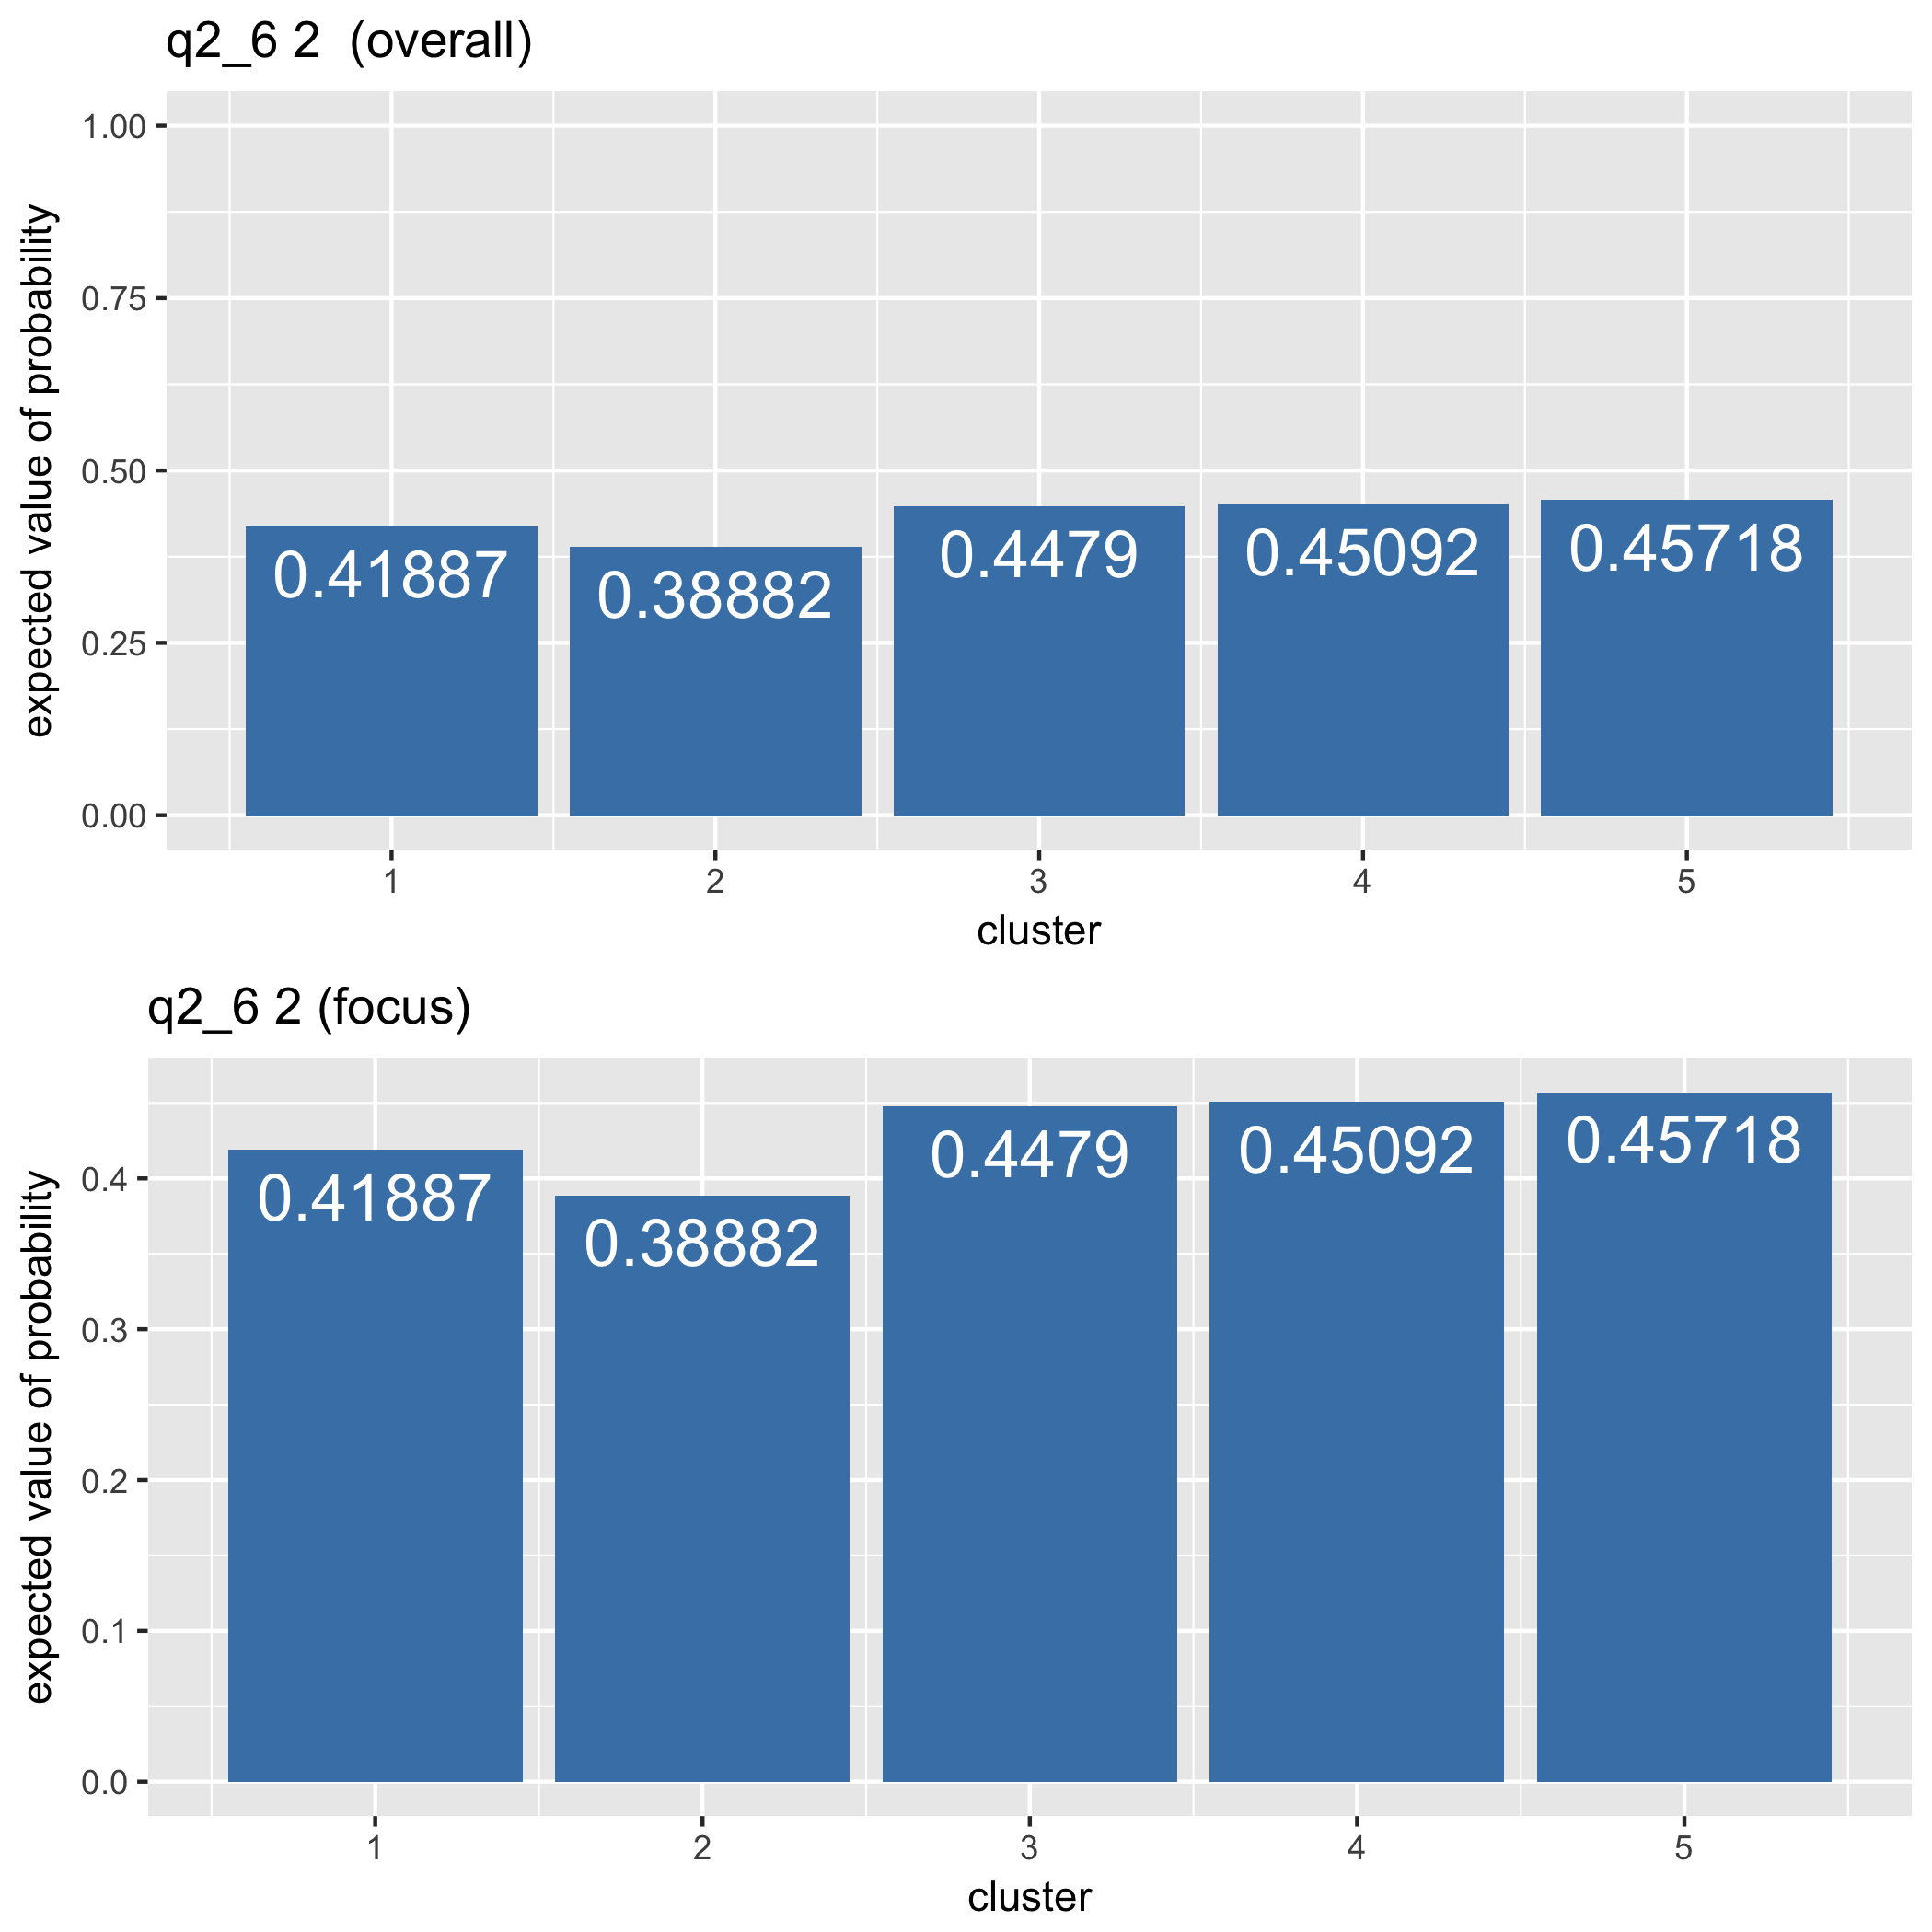 q2_6 2  (overall)
expected value of probability
1.00
0.75
0.50
0.25
0.00
0.41887
0.38882
0.4479
0.45092
0.45718
1 2 3 4 5
cluster
q2_6 2 (focus)
expected value of probability
0.4
0.3
0.2
0.1
0.0
0.41887
0.38882
0.4479
0.45092
0.45718
1 2 3 4 5
cluster